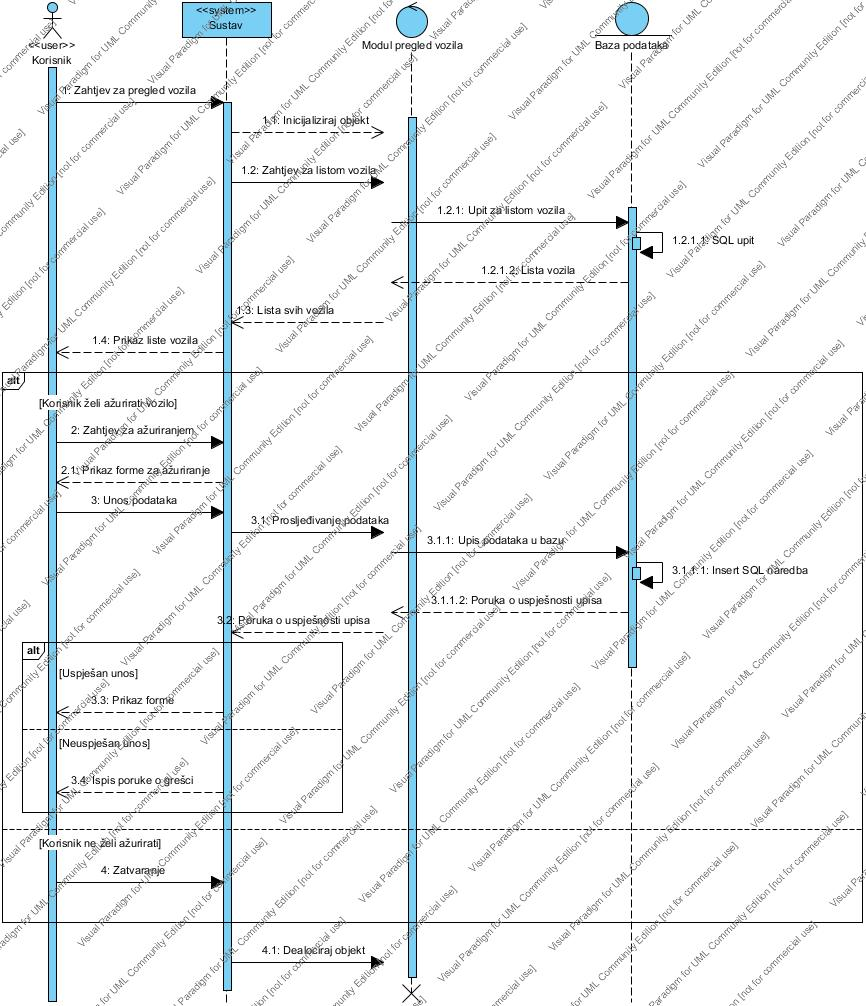 <<user>>
Korisnik
<<system>>
Sustav
Modul pregled vozila
Baza podataka
1: Zahtjev za pregled vozila
1.1: Inicijaliziraj objekt
1.2: Zahtjev za listom vozila
1.2.1: Upit za listom vozila
1.2.1.1: SQL upit
1.2.1.2: Lista vozila
1.3: Lista svih vozila
1.4: Prikaz liste vozila
alt
[Korisnik želi ažurirati vozilo]
2: Zahtjev za ažuriranjem
2.1: Prikaz forme za ažuriranje
3: Unos podataka
3.1: Prosljeđivanje podataka
3.1.1: Upis podataka u bazu
3.1.1.1: Insert SQL naredba
3.1.1.2: Poruka o uspješnosti upisa
3.2: Poruka o uspješnosti upisa
alt
[Uspješan unos]
3.3: Prikaz forme
[Neuspješan unos]
3.4: Ispis poruke o grešci
[Korisnik ne želi ažurirati]
4: Zatvaranje
4.1: Dealociraj objekt
Visual Paradigm for UML Community Edition [not for commercial use]